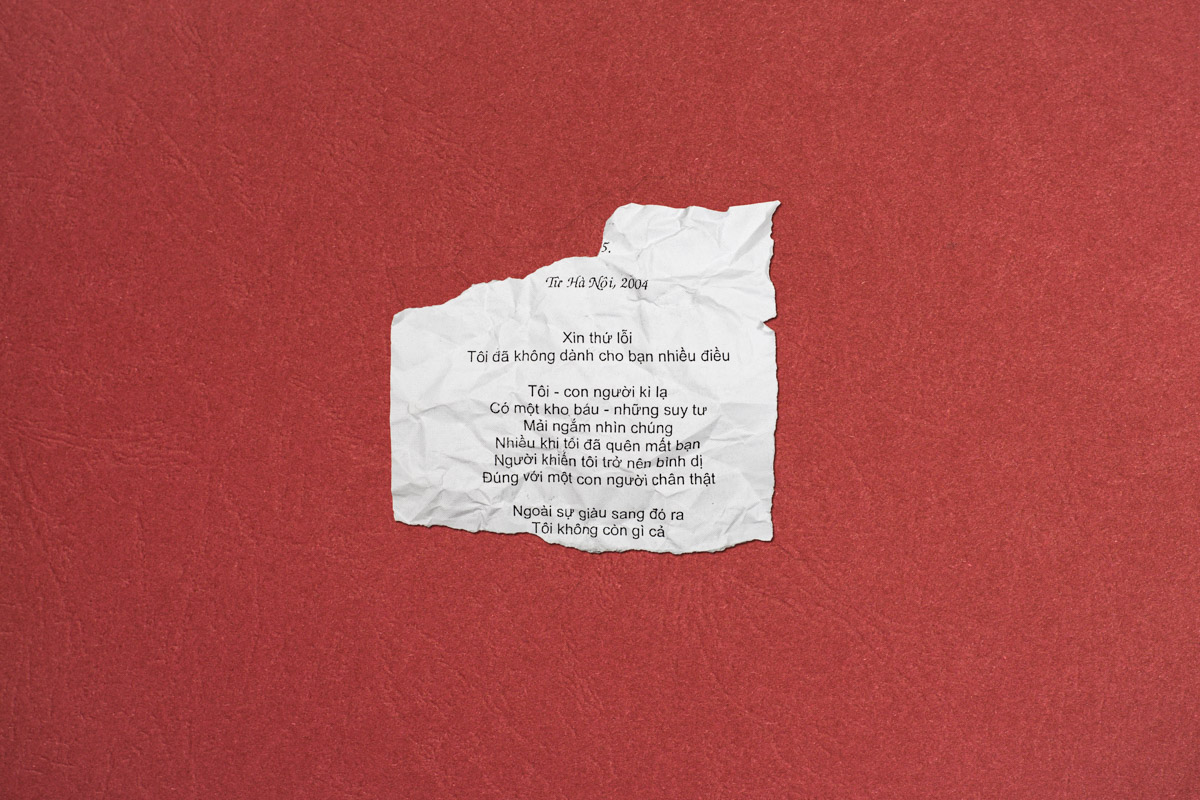 5.
Từ Hà Nội, 2004
Xin thứ lỗi
Tôi đã không dành cho bạn nhiều điều
Tôi - con người kì lạ
Có một kho báu - những suy tư
Mải ngắm nhìn chúng
Nhiều khi tôi đã quên mất bạn
Người khiến tôi trở nên bình dị
Đúng với một con người chân thật
Ngoài sự giàu sang đó ra
Tôi không còn gì cả